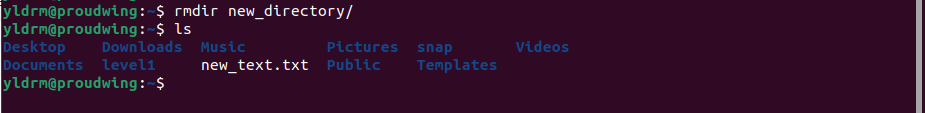 yldrm@proudwing:~$ rmdir new_directory/
yldrm@proudwing:~$ ls
Desktop Downloads Music Pictures snap Videos
Documents level1 new_text.txt Public Templates
yldrm@proudwing:~$